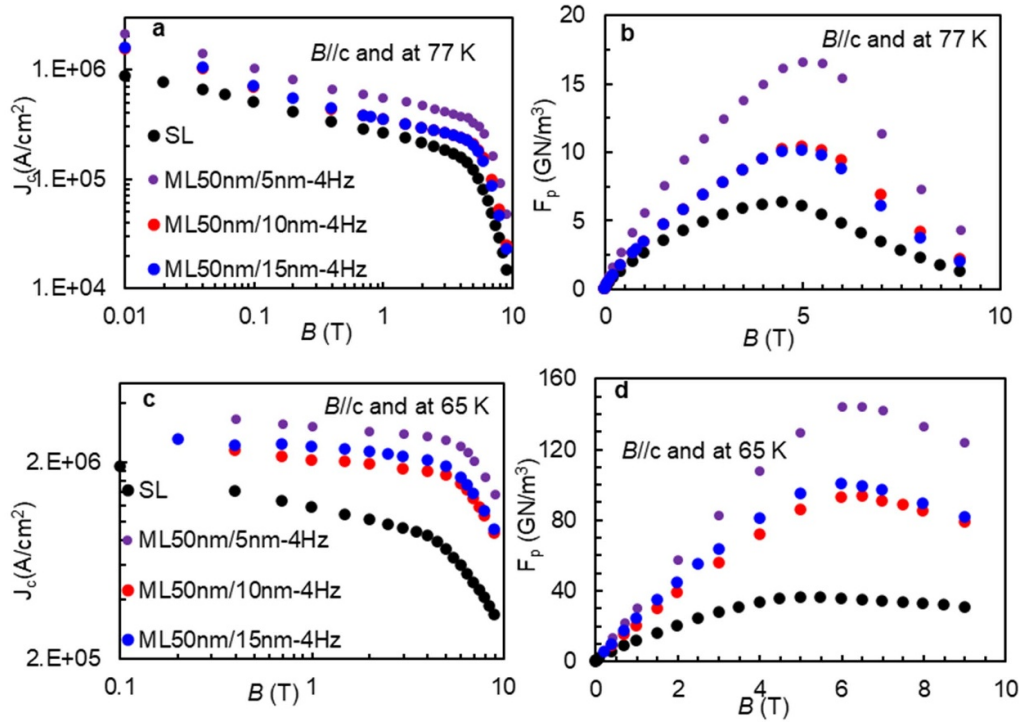 a
B//c and at 77 K
1.E+06
1.E+05
1.E+04
Jc(A/cm²)
SL
ML50nm/5nm-4Hz
ML50nm/10nm-4Hz
ML50nm/15nm-4Hz
0.01
0.1
1
10
B (T)
b
B//c and at 77 K
20
15
10
5
0
Fp (GN/m³)
0
5
10
B (T)
c
B//c and at 65 K
2.E+06
2.E+05
Jc(A/cm²)
SL
ML50nm/5nm-4Hz
ML50nm/10nm-4Hz
ML50nm/15nm-4Hz
0.1
1
10
B (T)
d
B//c and at 65 K
160
120
80
40
0
Fp (GN/m³)
0
2
4
6
8
10
B (T)